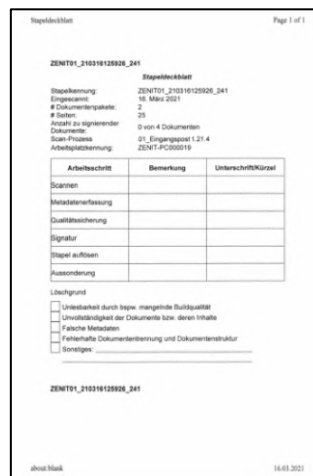 Stapeldeckblatt Page 1 of 1
ZENIT01_210316125926_241
Stapeldeckblatt
Stapelkennung: ZENIT01_210316125926_241
Eingescannt: 16. März 2021
# Dokumentenpakete: 2
# Seiten: 25
Anzahl zu signierender
Dokumente: 0 von 4 Dokumenten
Scan-Prozess 01_Eingangspost 1.21.4
Arbeitsplatzkennung: ZENIT-PC000019
Arbeitsschritt Bemerkung Unterschrift/Kürzel
Scannen
Metadatenerfassung
Qualitätssicherung
Signatur
Stapel auflösen
Aussonderung
Löschgrund
Unlesbarkeit durch bspw. mangelnde Buildqualität
Unvollständigkeit der Dokumente bzw. deren Inhalte
Falsche Metadaten
Fehlerhafte Dokumententrennung und Dokumentenstruktur
Sonstiges:
ZENIT01_210316125926_241
about:blank 16.03.2021